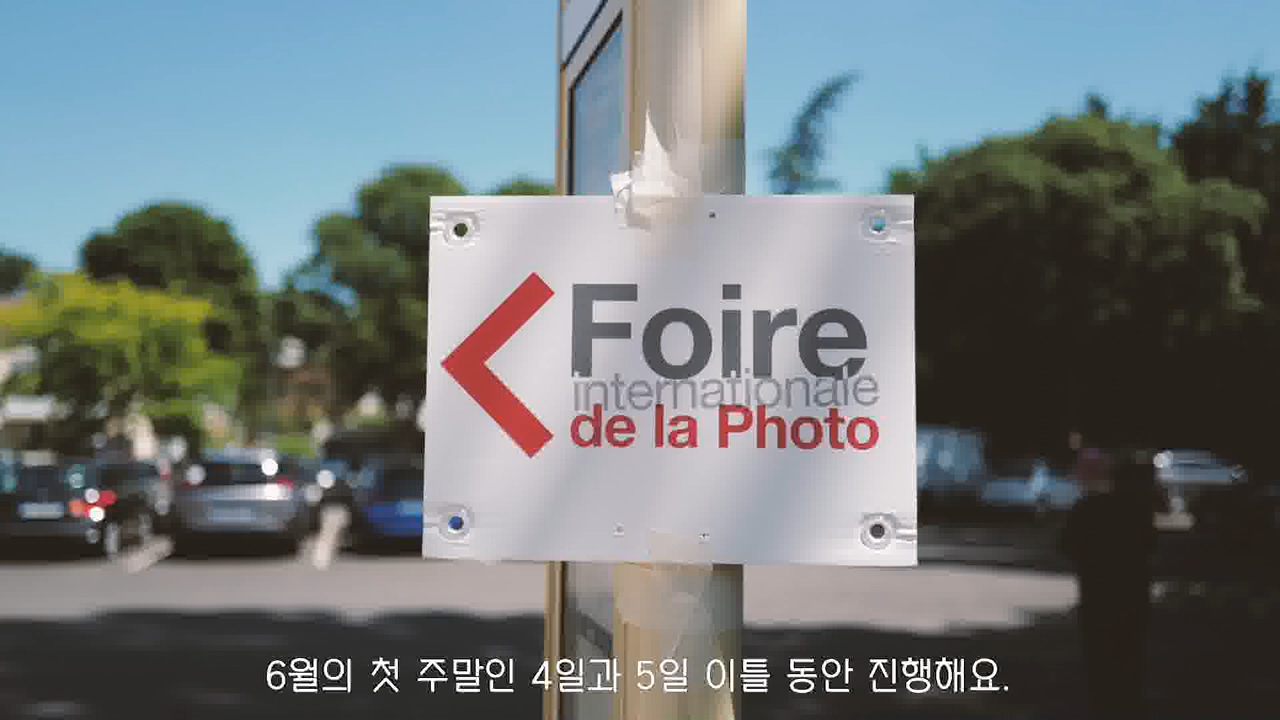 Foire
internationale
de la Photo
6월의 첫 주말인 4일과 5일 이틀 동안 진행해요.